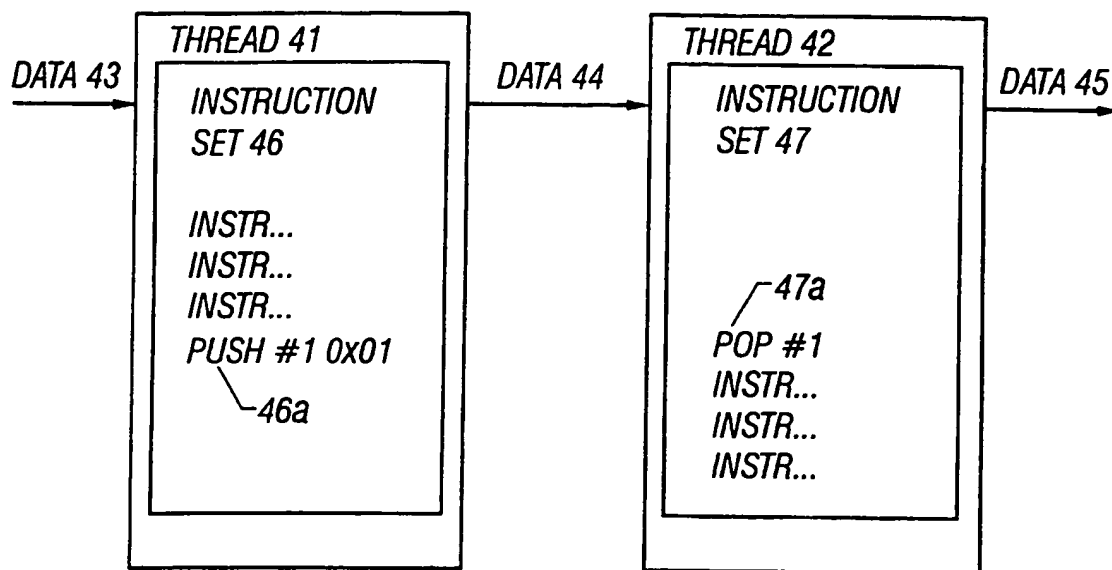 DATA 43
THREAD 41
INSTRUCTION
SET 46
INSTR...
INSTR...
INSTR...
PUSH #1 0X01
46a
DATA 44
THREAD 42
INSTRUCTION
SET 47
47a
POP #1
INSTR...
INSTR...
INSTR...
DATA 45